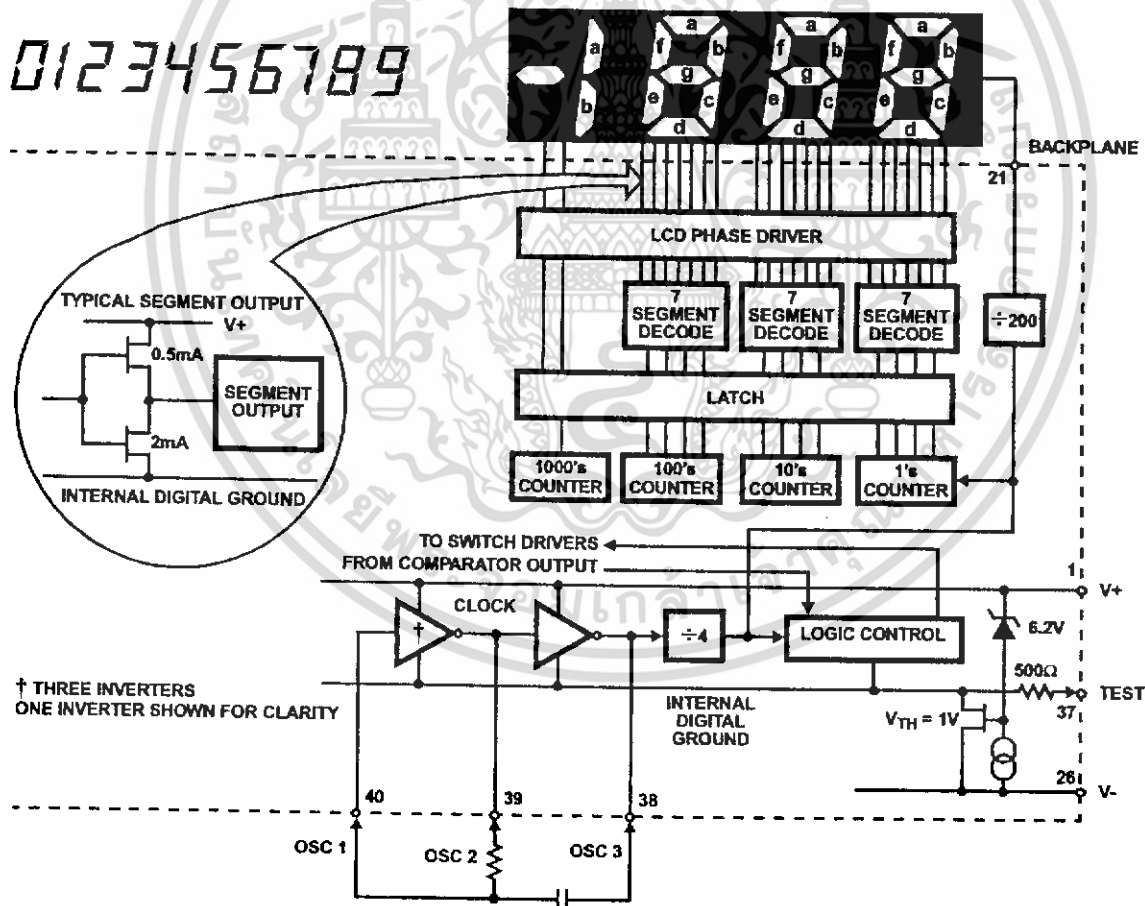 0123456789
a
b
a
f
b
g
e
c
d
a
f
b
g
e
c
d
a
f
b
g
e
c
d
BACKPLANE
21
LCD PHASE DRIVER
TYPICAL SEGMENT OUTPUT
V+
0.5mA
SEGMENT
OUTPUT
2mA
INTERNAL DIGITAL GROUND
7
SEGMENT
DECODE
7
SEGMENT
DECODE
7
SEGMENT
DECODE
÷200
LATCH
1000's
COUNTER
100's
COUNTER
10's
COUNTER
1's
COUNTER
TO SWITCH DRIVERS
FROM COMPARATOR OUTPUT
1
V+
CLOCK
†
÷4
LOGIC CONTROL
6.2V
500Ω
TEST
37
† THREE INVERTERS
ONE INVERTER SHOWN FOR CLARITY
INTERNAL
DIGITAL
GROUND
VTH = 1V
26
V-
40
39
38
OSC 1
OSC 2
OSC 3